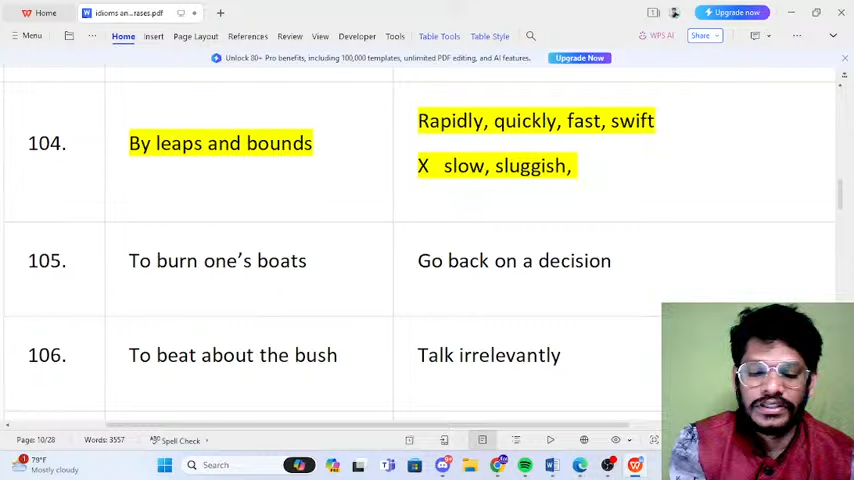 Home
idioms an...rases.pdf
Upgrade now
Menu
Home Insert Page Layout References Review View Developer Tools Table Tools Table Style
WPS AI
Share
Unlock 80+ Pro benefits, including 100,000 templates, unlimited PDF editing, and AI features.
Upgrade Now
104.
By leaps and bounds
Rapidly, quickly, fast, swift
X slow, sluggish,
105.
To burn one’s boats
Go back on a decision
106.
To beat about the bush
Talk irrelevantly
Page: 10/28 Words: 3557 Spell Check
79°F
Mostly cloudy
Search